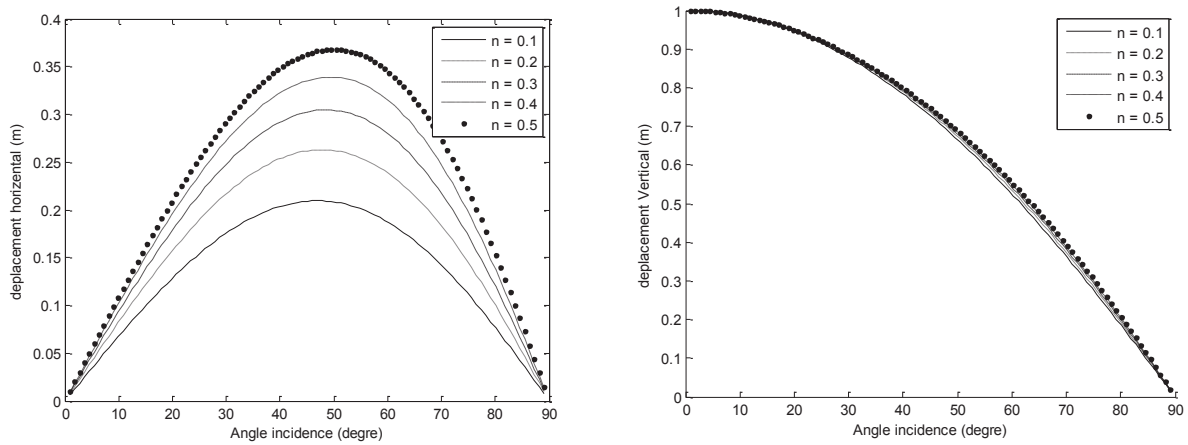 0.4
0.35
0.3
0.25
0.2
0.15
0.1
0.05
0
deplacement horizental (m)
n = 0.1
n = 0.2
n = 0.3
n = 0.4
n = 0.5
0 10 20 30 40 50 60 70 80 90
Angle incidence (degre)
1
0.9
0.8
0.7
0.6
0.5
0.4
0.3
0.2
0.1
0
deplacement Vertical (m)
n = 0.1
n = 0.2
n = 0.3
n = 0.4
n = 0.5
0 10 20 30 40 50 60 70 80 90
Angle incidence (degre)